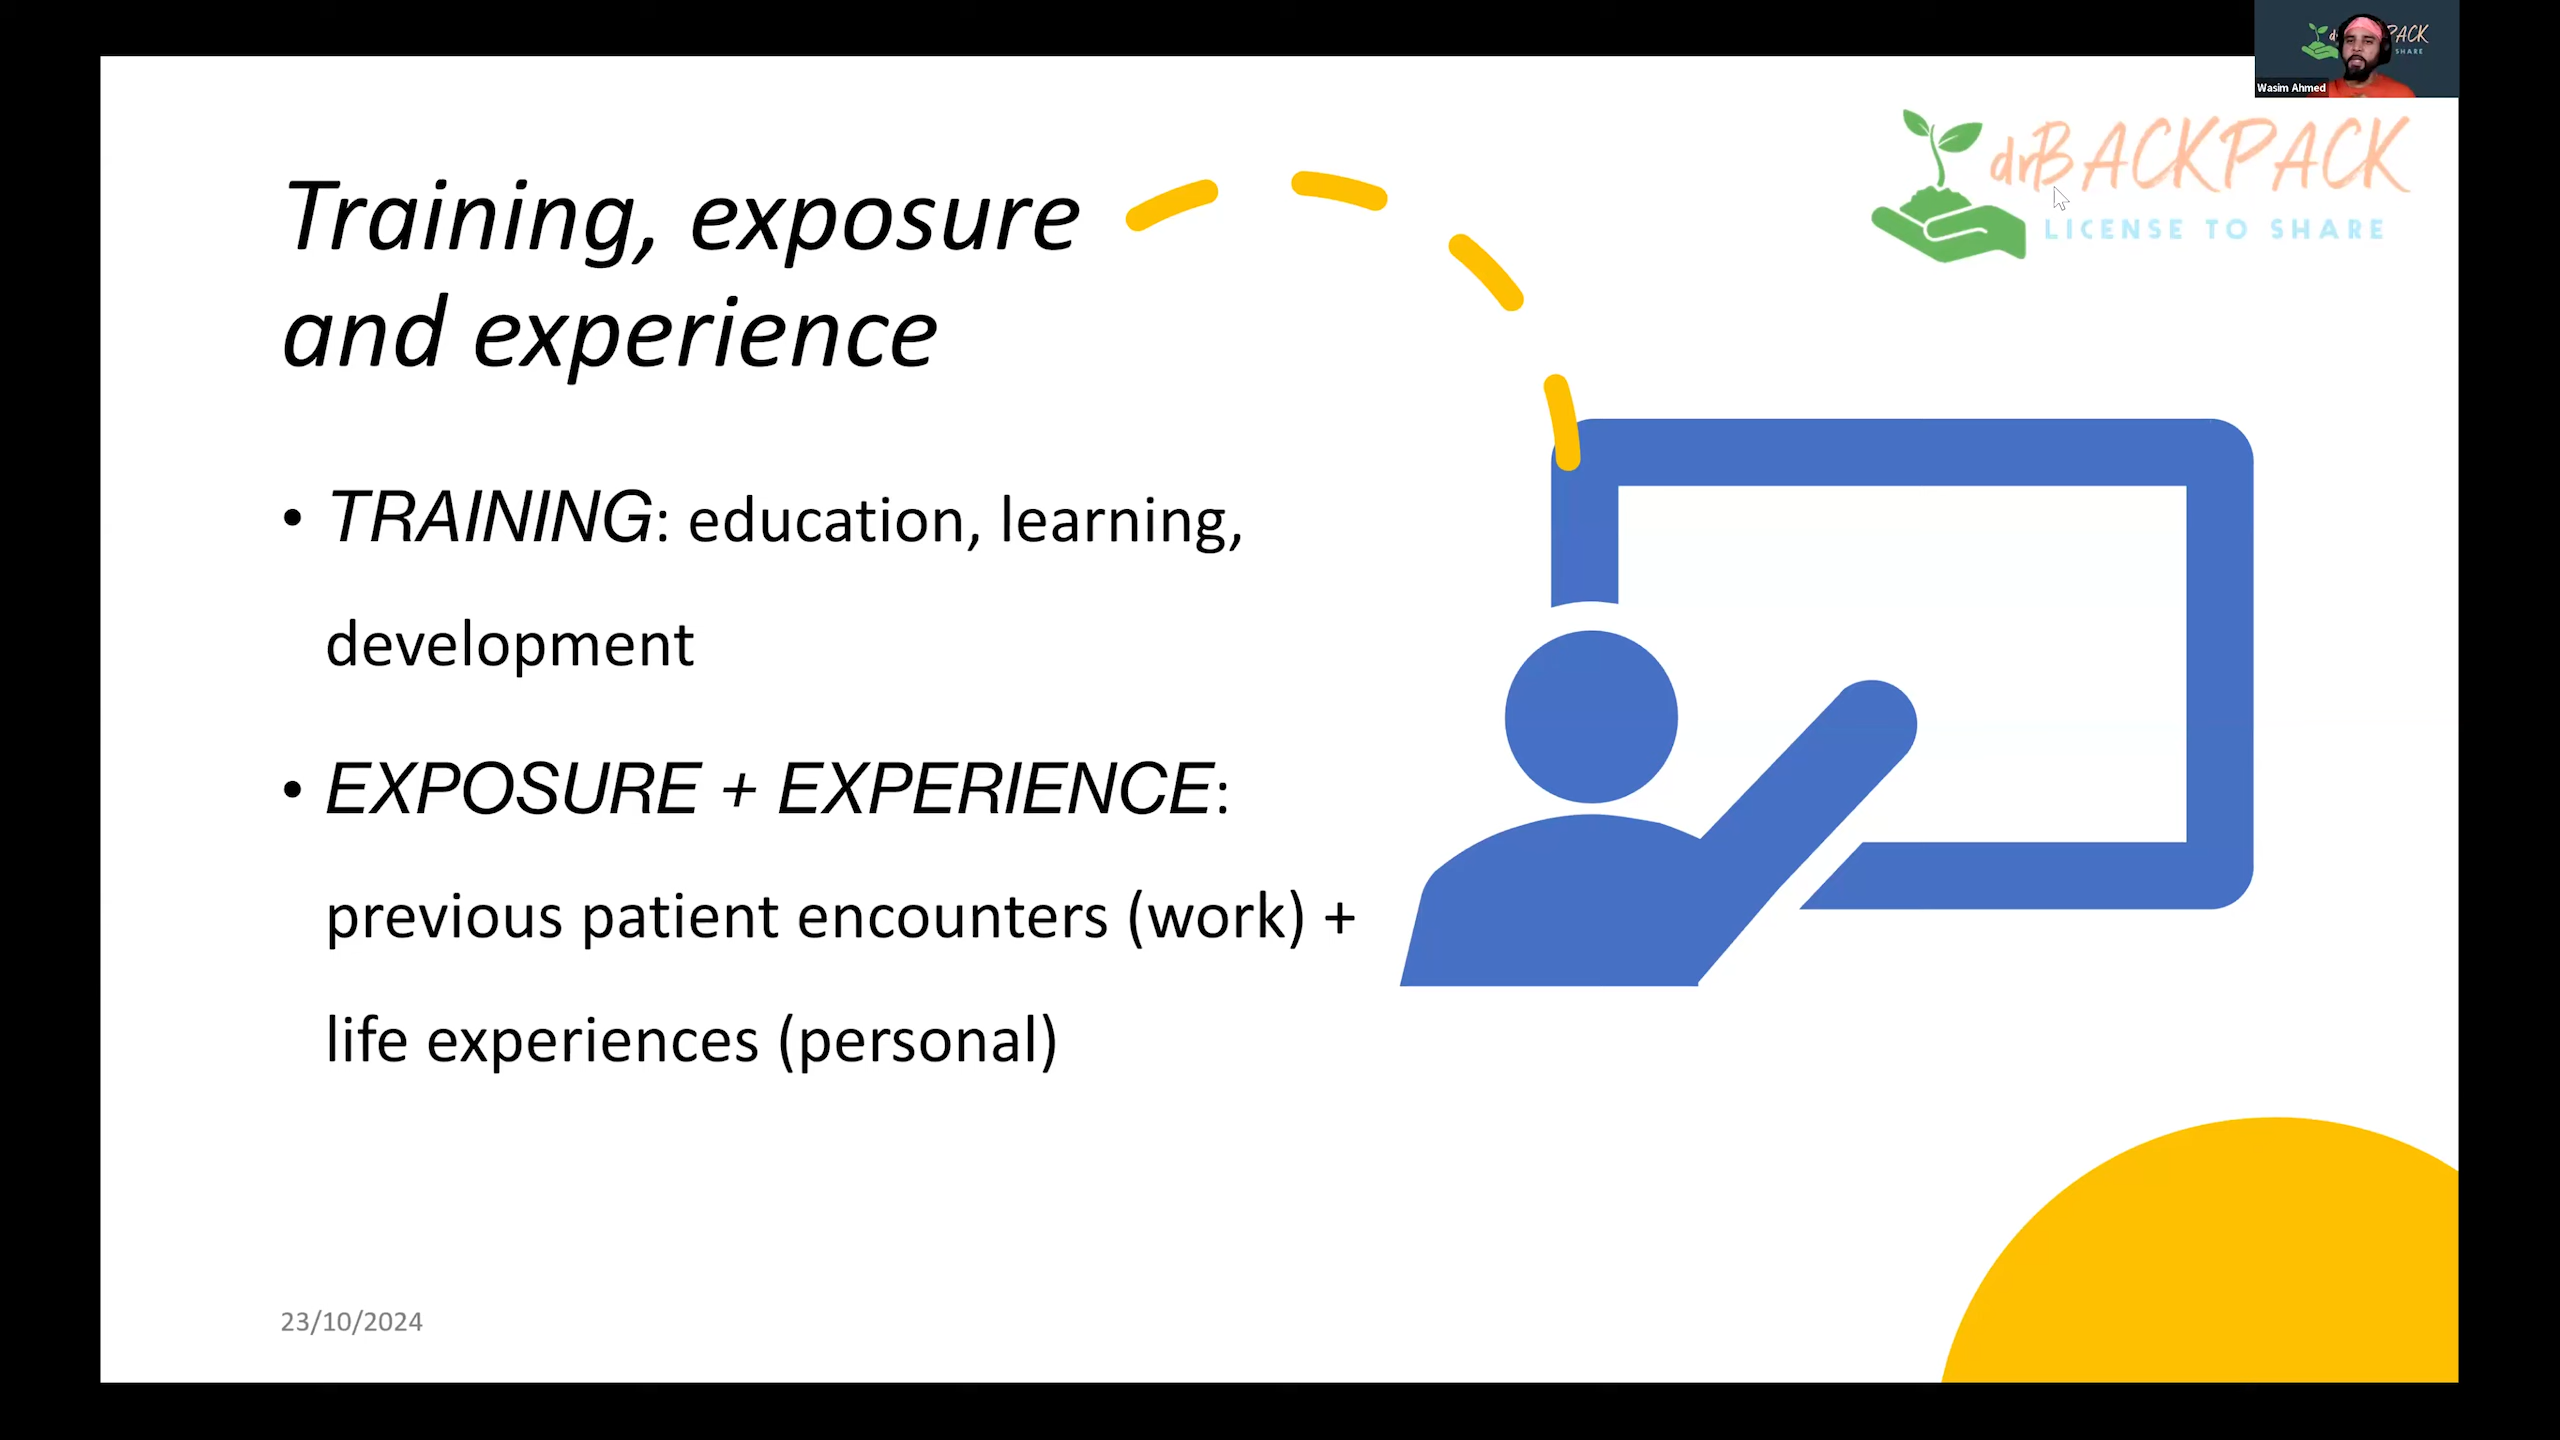 Wasim Ahmed
drBACKPACK
LICENSE TO SHARE
Training, exposure
and experience
• TRAINING: education, learning,
development
• EXPOSURE + EXPERIENCE:
previous patient encounters (work) +
life experiences (personal)
23/10/2024